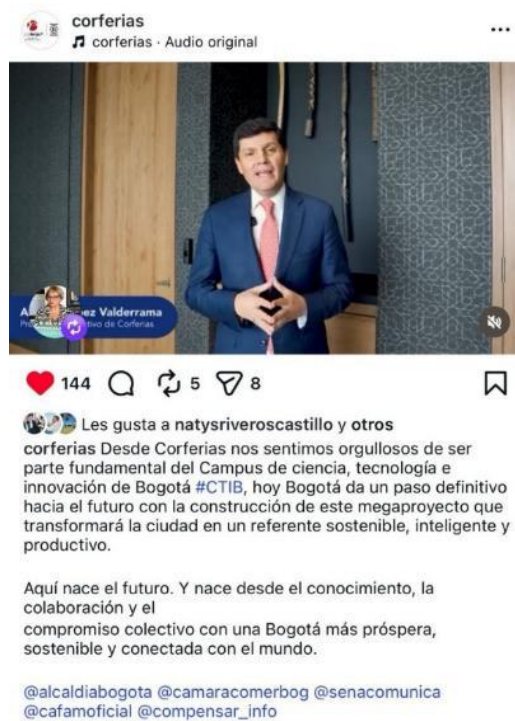 corferias
corferias · Audio original
ez Valderrama
tivo de Corferias
144
5
8
Les gusta a natysriveroscastillo y otros
corferias Desde Corferias nos sentimos orgullosos de ser
parte fundamental del Campus de ciencia, tecnología e
innovación de Bogotá #CTIB, hoy Bogotá da un paso definitivo
hacia el futuro con la construcción de este megaproyecto que
transformará la ciudad en un referente sostenible, inteligente y
productivo.
Aquí nace el futuro. Y nace desde el conocimiento, la
colaboración y el
compromiso colectivo con una Bogotá más próspera,
sostenible y conectada con el mundo.
@alcaldiabogota @camaracomerbog @senacomunica
@cafamoficial @compensar_info